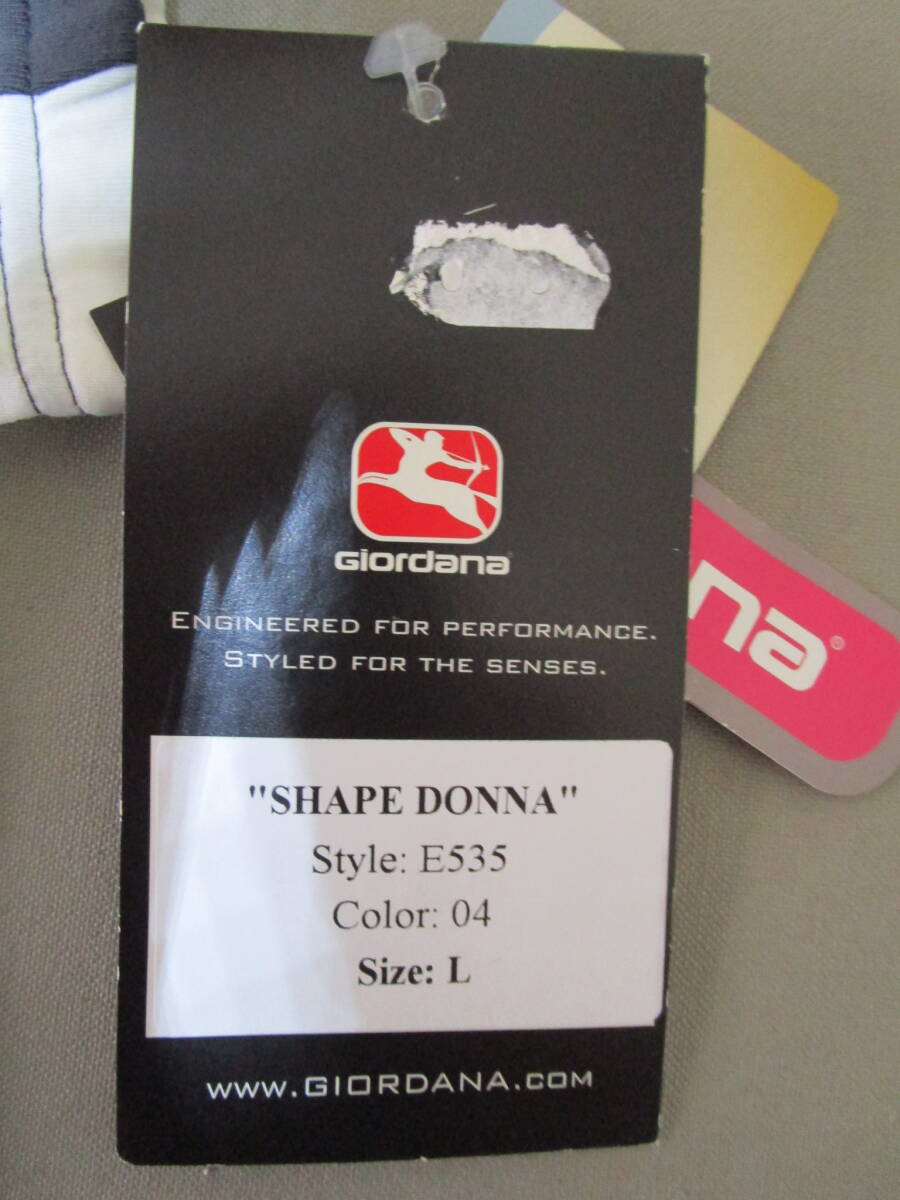 GIORDANA
ENGINEERED FOR PERFORMANCE.
STYLED FOR THE SENSES.
na®
"SHAPE DONNA"
Style: E535
Color: 04
Size: L
www.GIORDANA.com